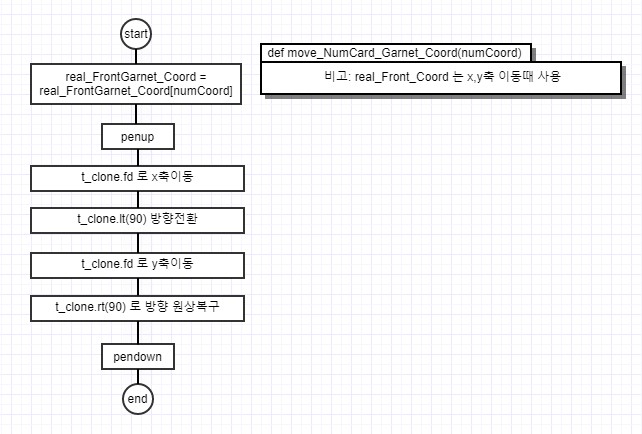 start
real_FrontGarnet_Coord =
real_FrontGarnet_Coord[numCoord]
penup
t_clone.fd 로 x축이동
t_clone.lt(90) 방향전환
t_clone.fd 로 y축이동
t_clone.rt(90) 로 방향 원상복구
pendown
end
def move_NumCard_Garnet_Coord(numCoord)
비고: real_Front_Coord 는 x,y축 이동때 사용